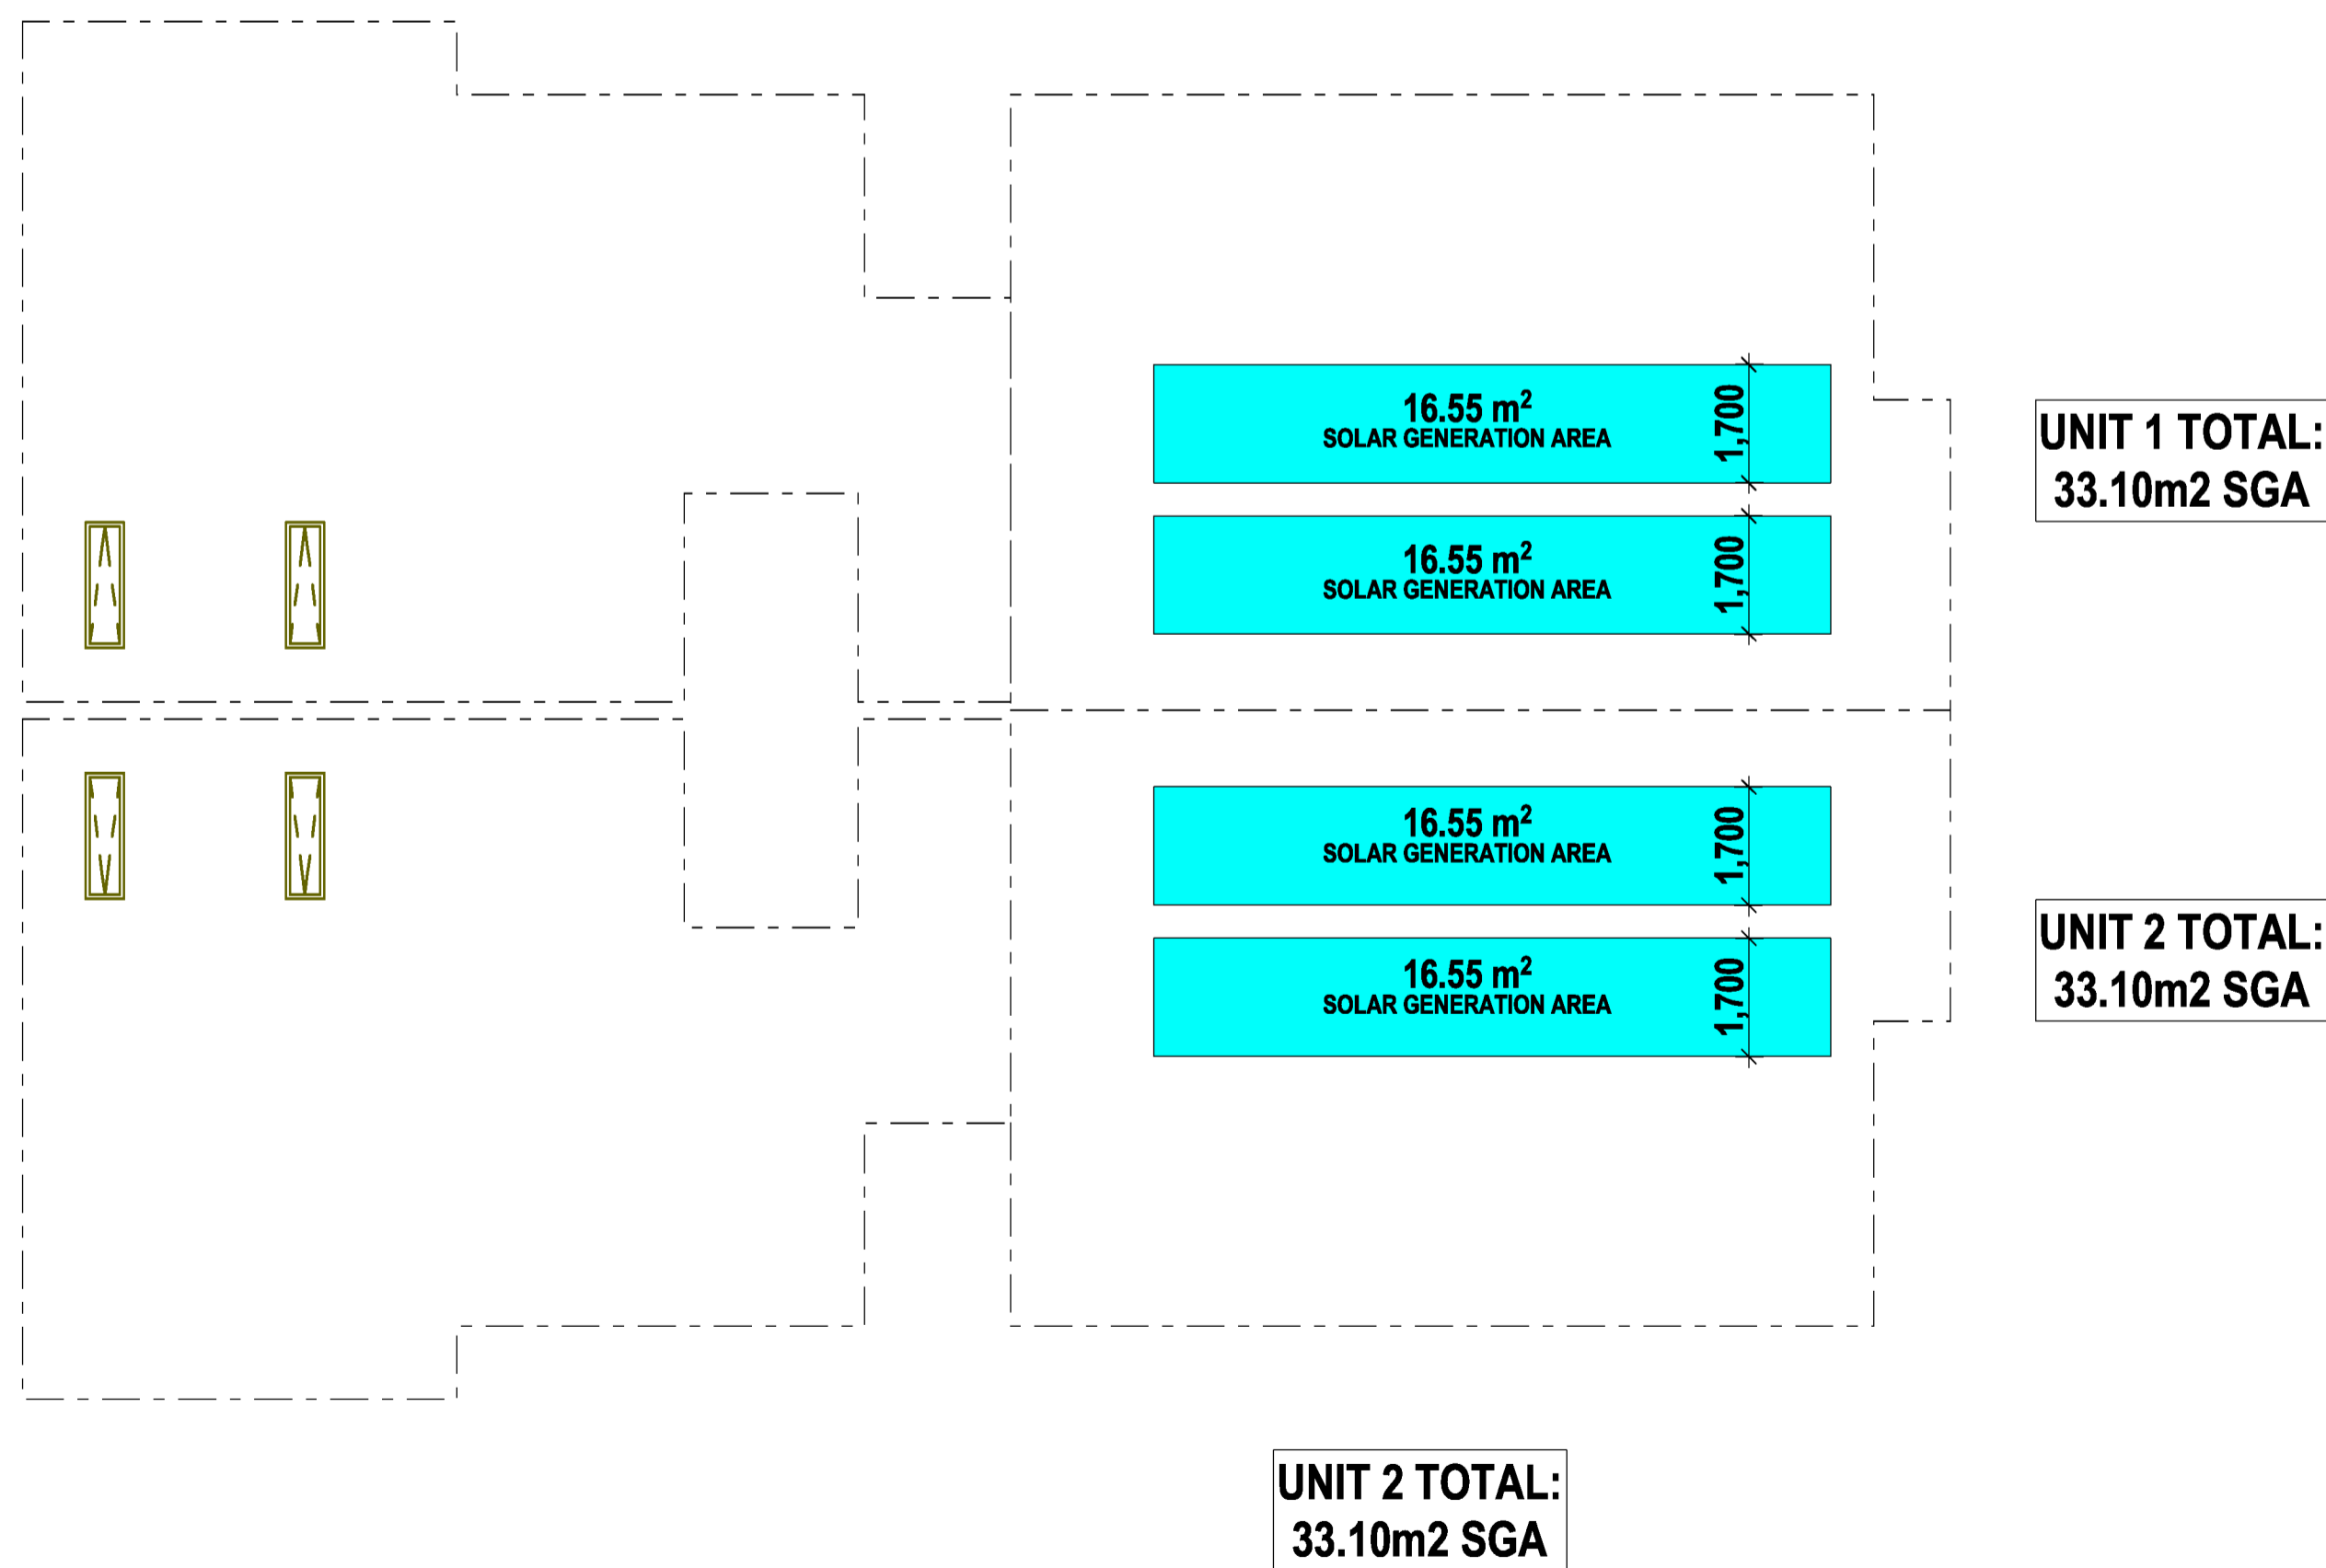 16.55 m²
SOLAR GENERATION AREA
1,700
UNIT 1 TOTAL:
33.10m2 SGA
16.55 m²
SOLAR GENERATION AREA
1,700
16.55 m²
SOLAR GENERATION AREA
1,700
UNIT 2 TOTAL:
33.10m2 SGA
16.55 m²
SOLAR GENERATION AREA
1,700
UNIT 2 TOTAL:
33.10m2 SGA